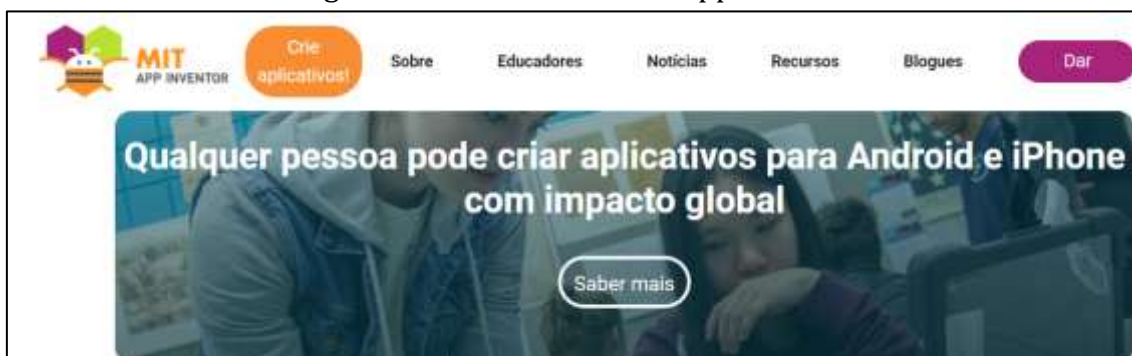 MIT
APP INVENTOR
Crie
aplicativos!
Sobre
Educadores
Notícias
Recursos
Blogues
Dar
Qualquer pessoa pode criar aplicativos para Android e iPhone
com impacto global
Saber mais